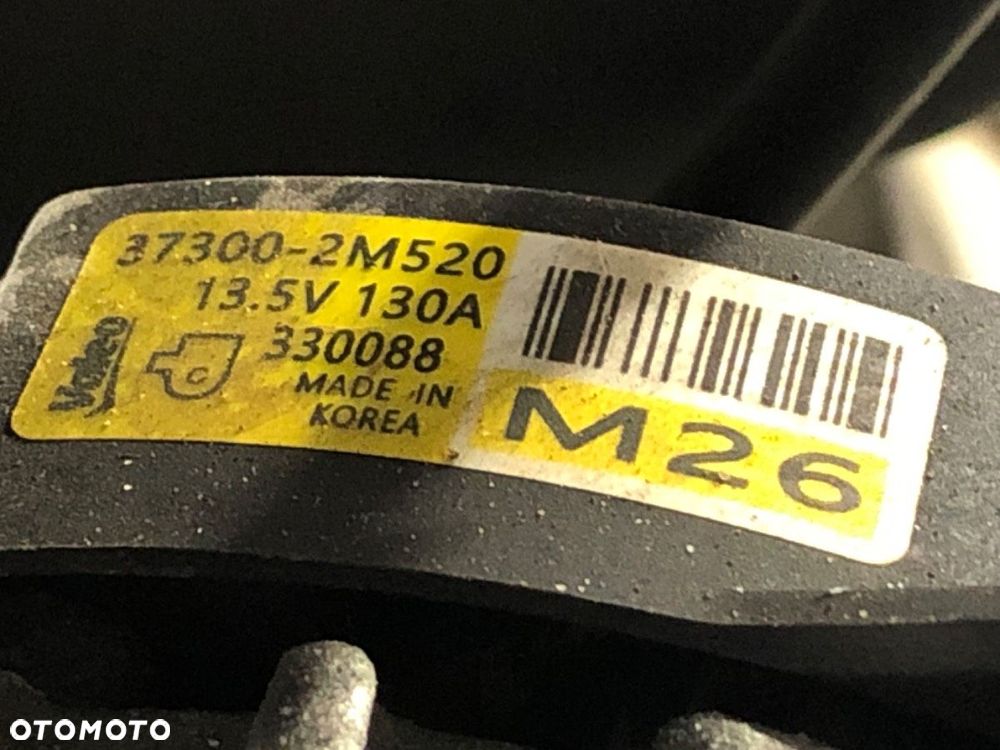 37300-2M520
13.5V 130A
Valeo
C
330088
MADE IN
KOREA
M26
OTOMOTO